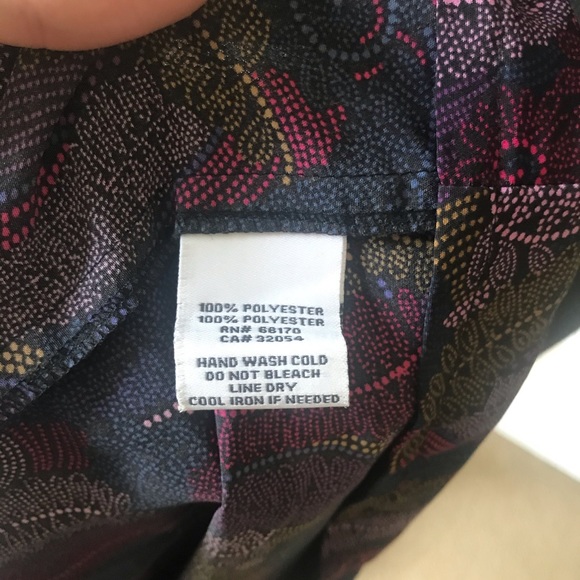 100% POLYESTER
100% POLYESTER
RN# 68170
CA# 32054
HAND WASH COLD
DO NOT BLEACH
LINE DRY
COOL IRON IF NEEDED